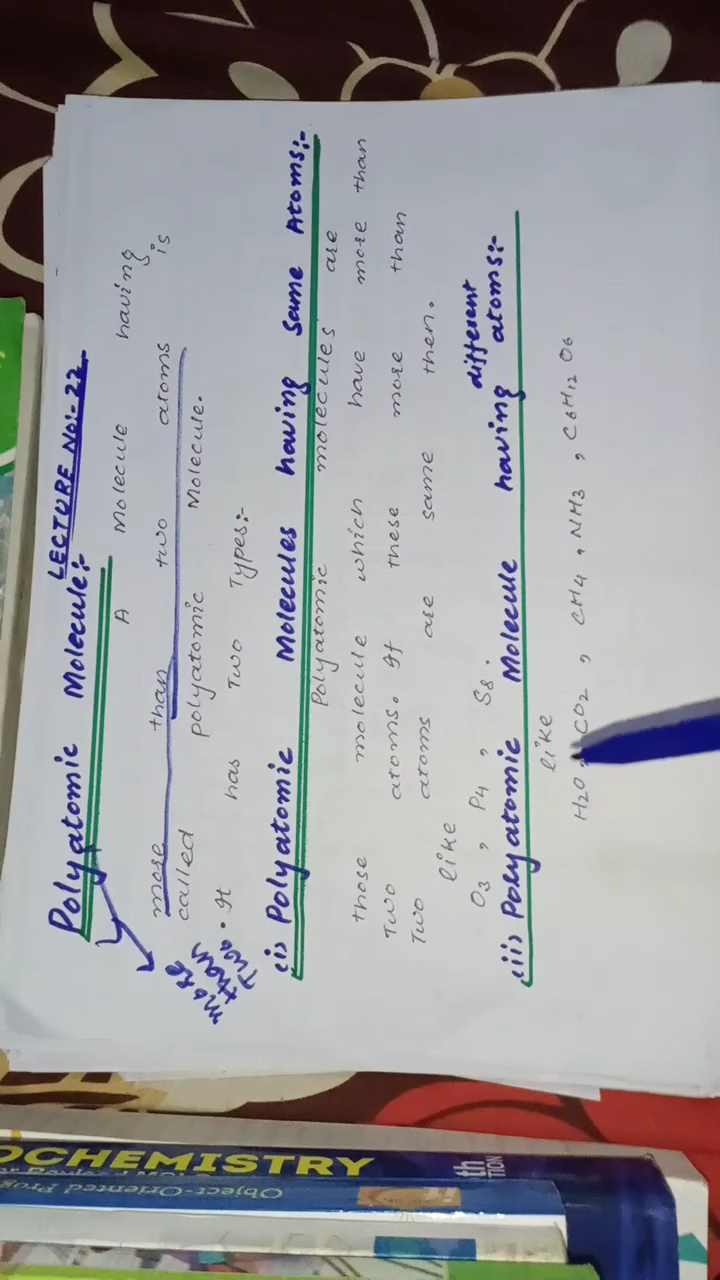 LECTURE NO:- 22
Polyatomic Molecule:-
A Molecule having
more than two atoms is
called polyatomic Molecule.
more
than
Two
. It has Two Types:-
(i) Polyatomic Molecules having same Atoms:-
Polyatomic molecules are
those molecule which have more than
Two atoms. If these more than
Two atoms are same then.
like
O3 , P4 , S8 .
(ii) Polyatomic Molecule having different atoms:-
like
H2O , CO2 , CH4 , NH3 , C6H12O6
OCHEMISTRY
Object-Oriented Prog
th
TION